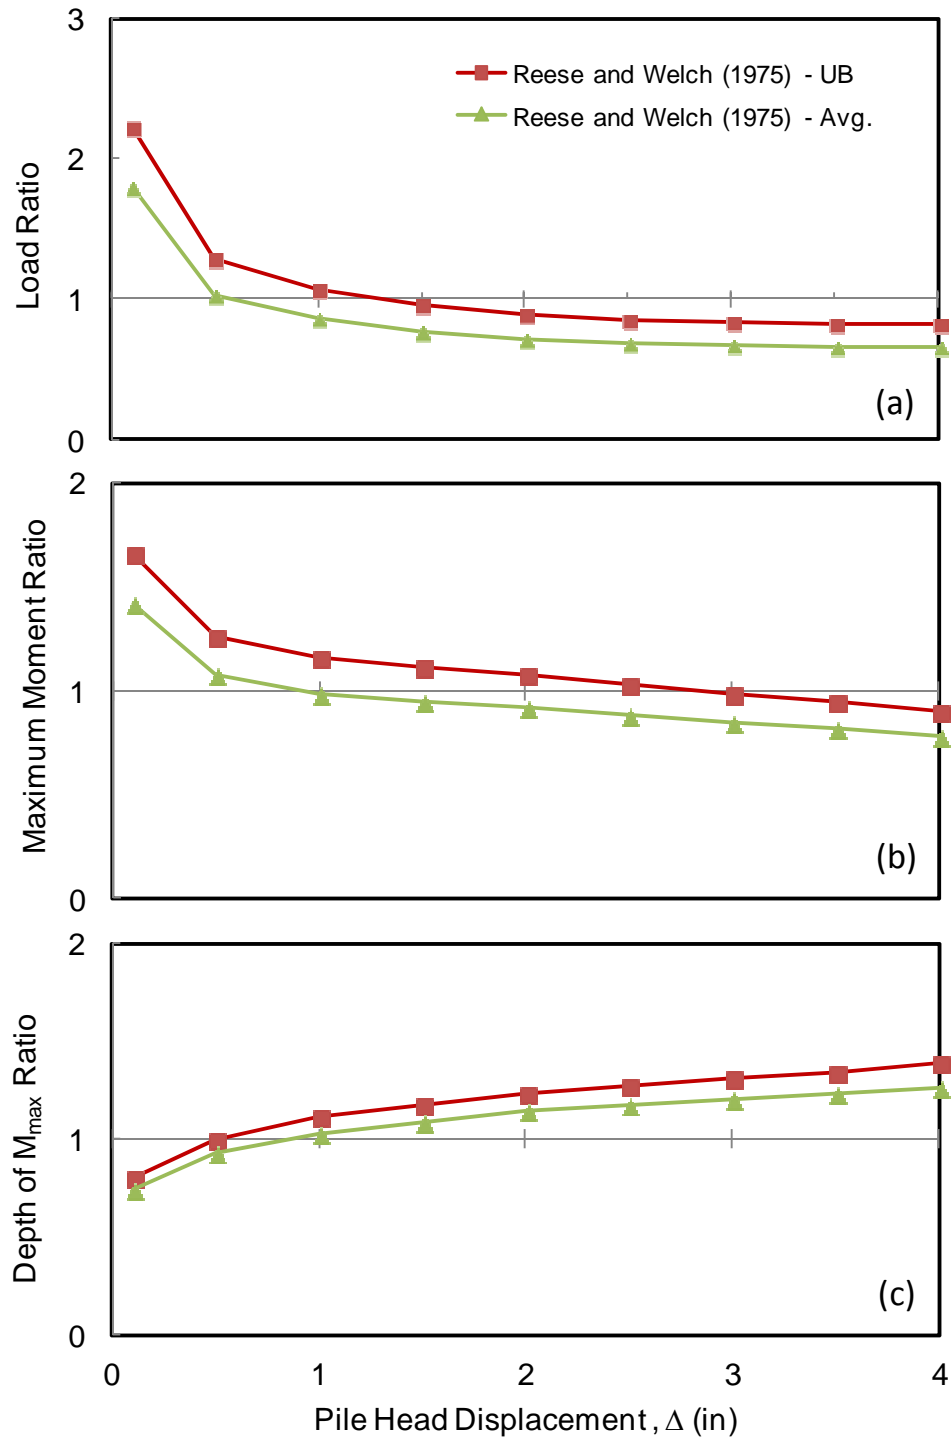 3
Reese and Welch (1975) - UB
Reese and Welch (1975) - Avg.
2
Load Ratio
1
(a)
0
2
Maximum Moment Ratio
1
(b)
0
2
Depth of Mmax Ratio
1
(c)
0
0 1 2 3 4
Pile Head Displacement , Δ (in)